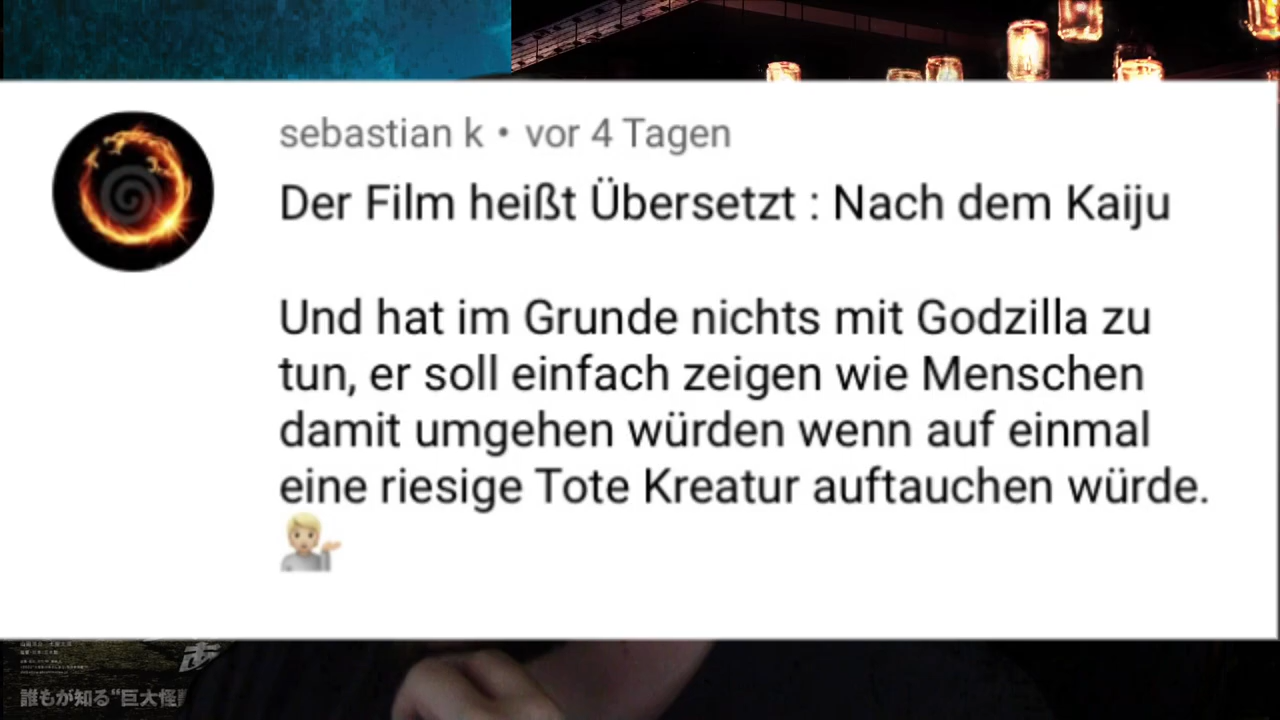 sebastian k • vor 4 Tagen
Der Film heißt Übersetzt : Nach dem Kaiju
Und hat im Grunde nichts mit Godzilla zu
tun, er soll einfach zeigen wie Menschen
damit umgehen würden wenn auf einmal
eine riesige Tote Kreatur auftauchen würde.
💁🏼
あ
誰もが知る“巨大怪獣